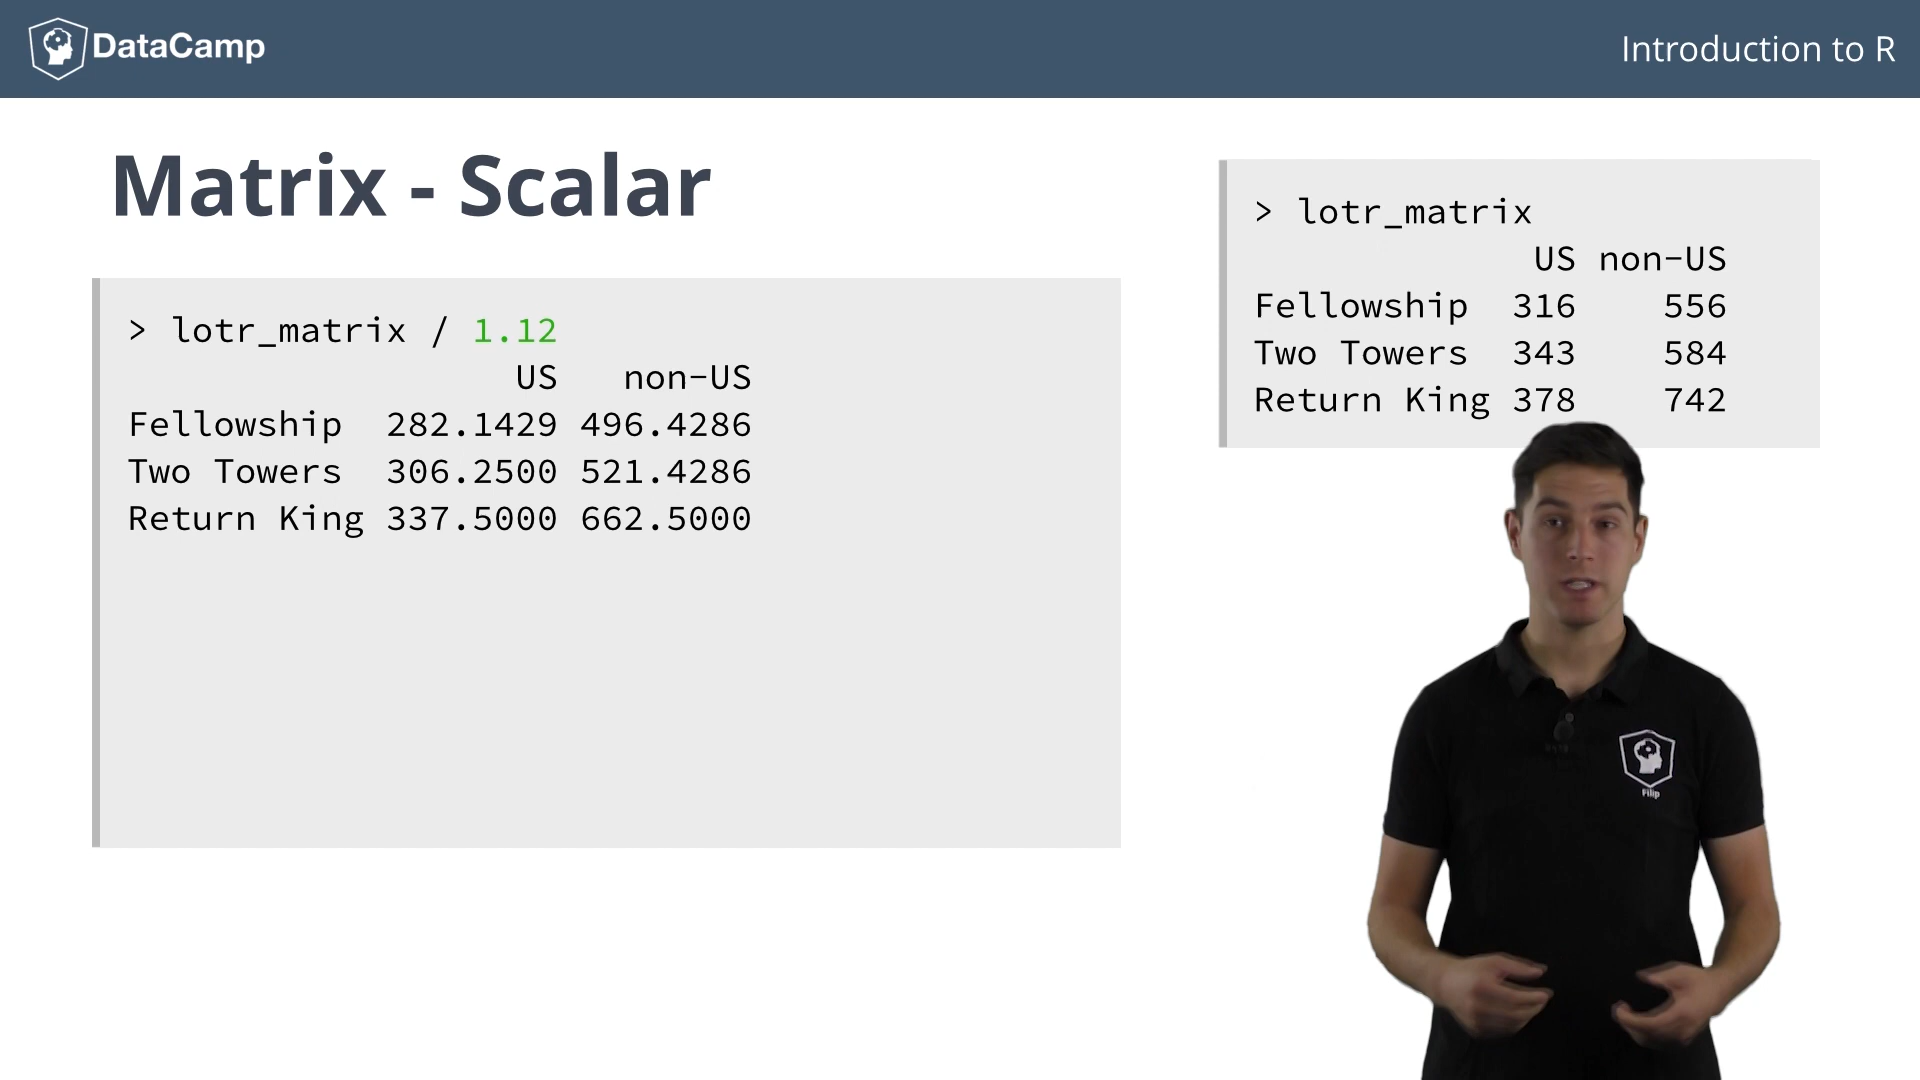 DataCamp
Introduction to R
Matrix - Scalar
> lotr_matrix / 1.12
US non-US
Fellowship 282.1429 496.4286
Two Towers 306.2500 521.4286
Return King 337.5000 662.5000
> lotr_matrix
US non-US
Fellowship 316 556
Two Towers 343 584
Return King 378 742
Filip